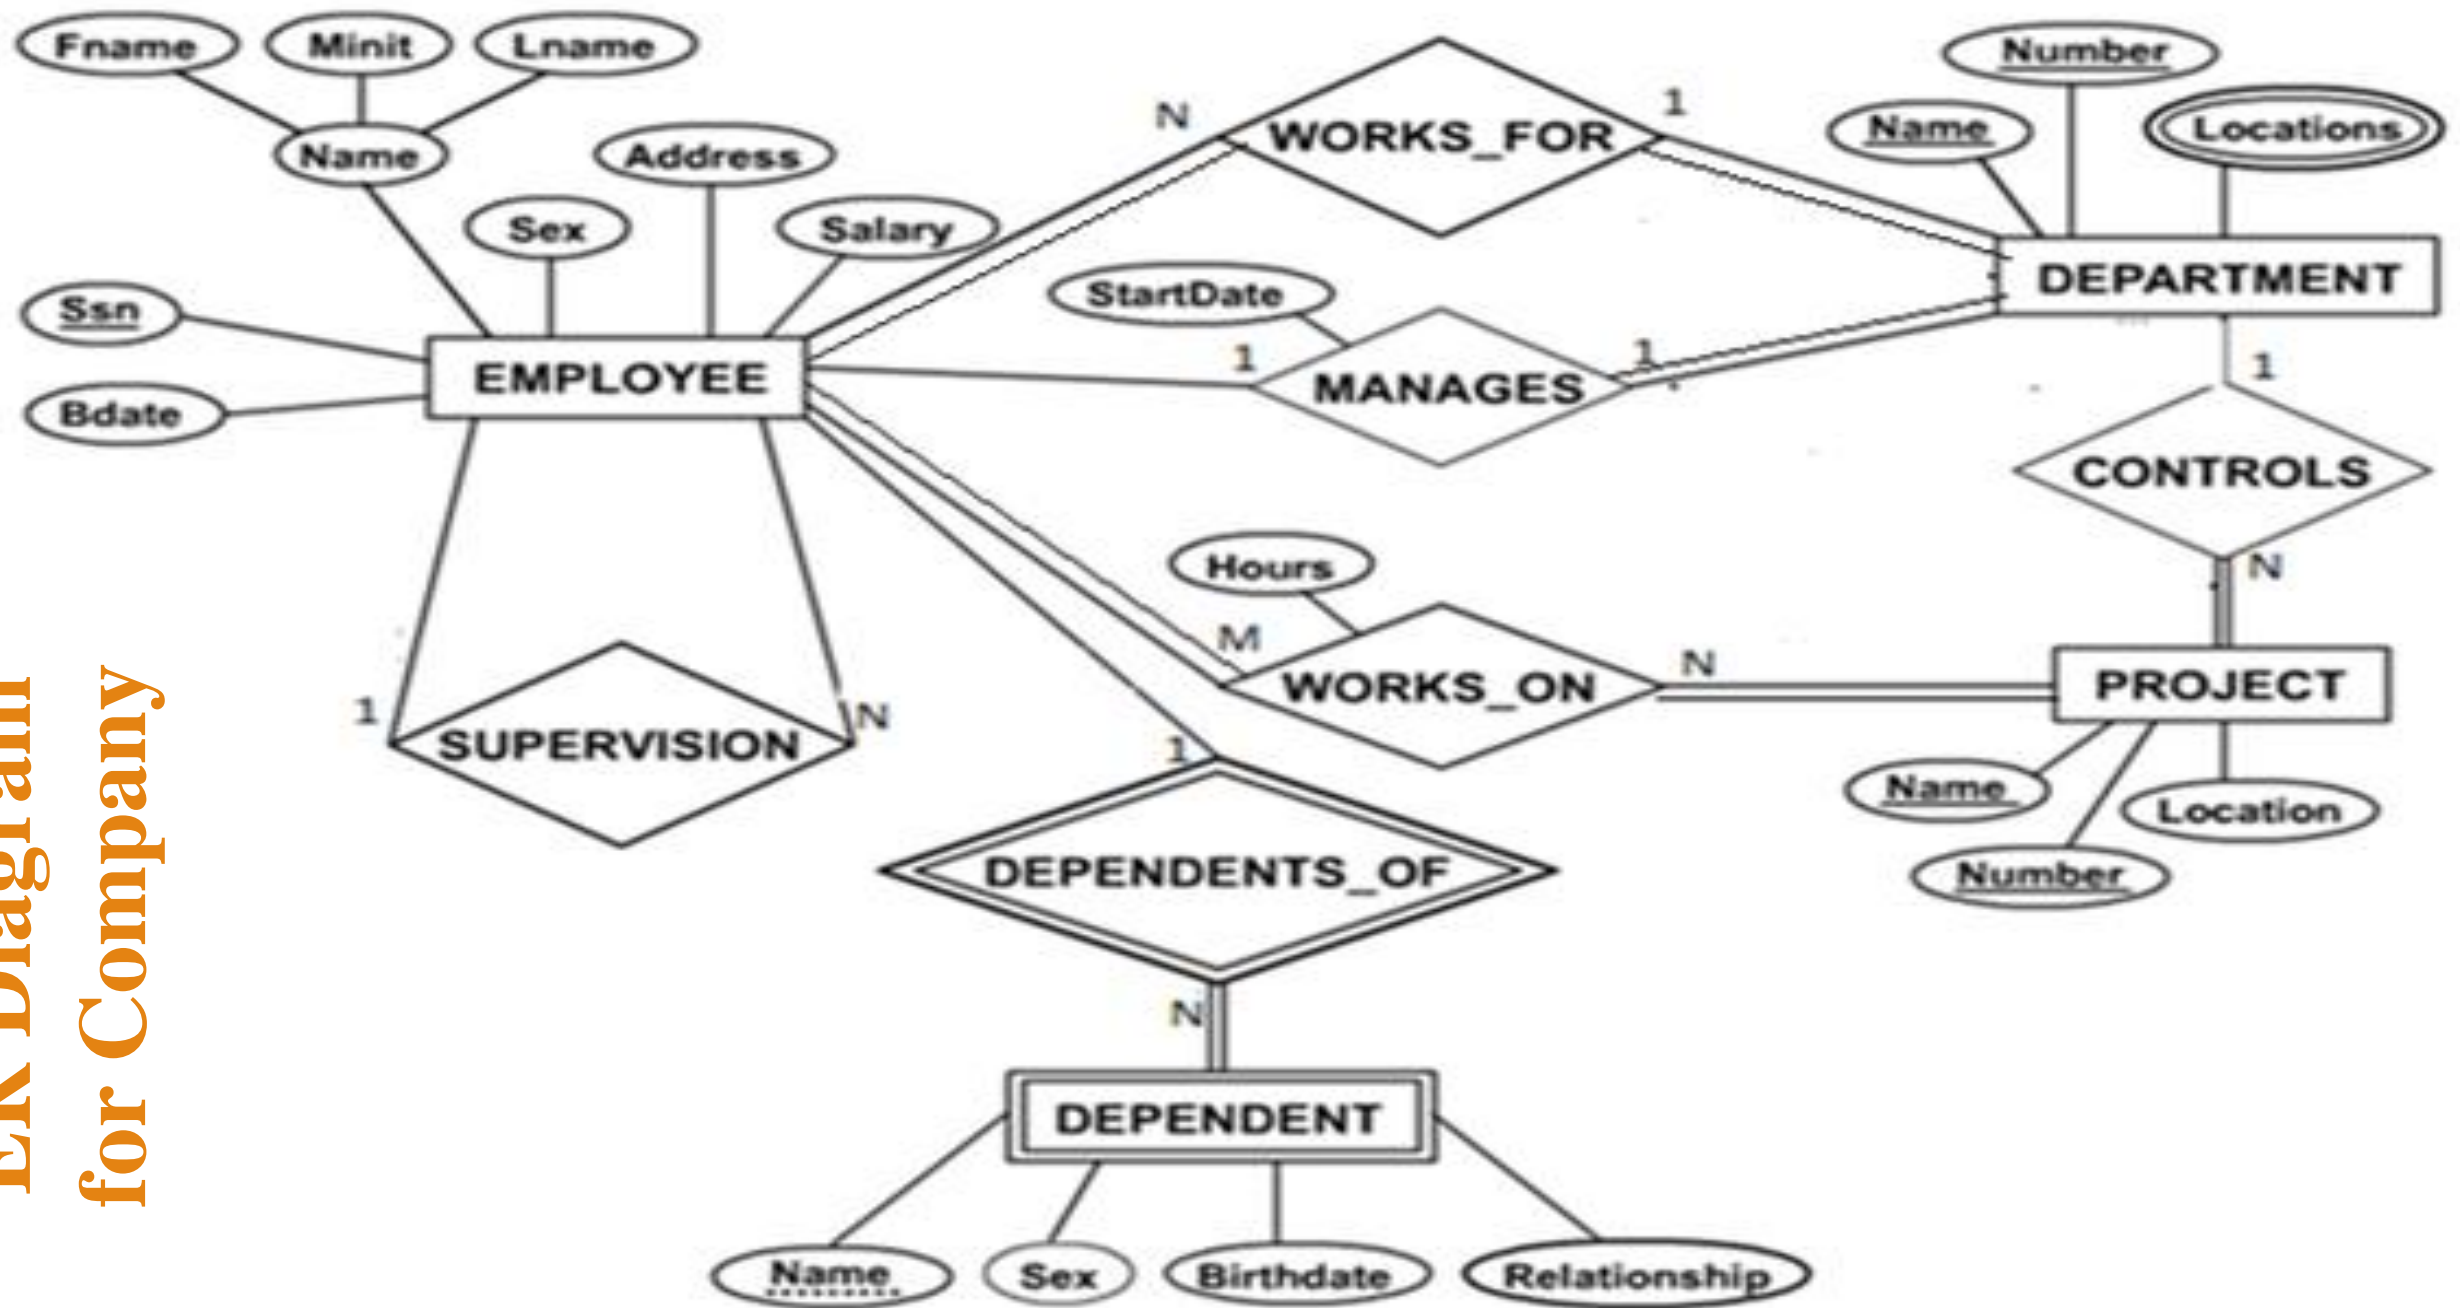 Fname
Minit
Lname
Name
Address
Sex
Salary
Ssn
Bdate
EMPLOYEE
N
WORKS_FOR
1
Number
Name
Locations
DEPARTMENT
StartDate
1
MANAGES
1
1
CONTROLS
N
Hours
M
WORKS_ON
N
PROJECT
Name
Location
Number
1
SUPERVISION
N
1
DEPENDENTS_OF
N
DEPENDENT
Name
Sex
Birthdate
Relationship
ER Diagram
for Company